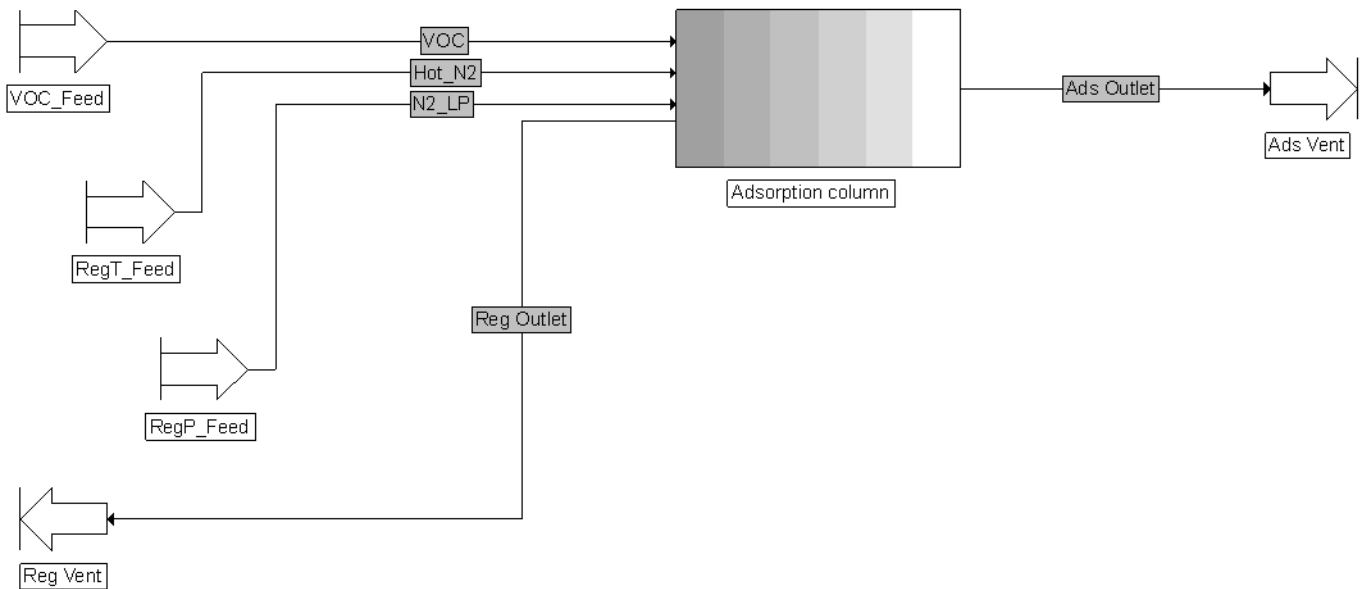 VOC
Hot_N2
VOC_Feed
N2_LP
Ads Outlet
Ads Vent
Adsorption column
RegT_Feed
Reg Outlet
RegP_Feed
Reg Vent